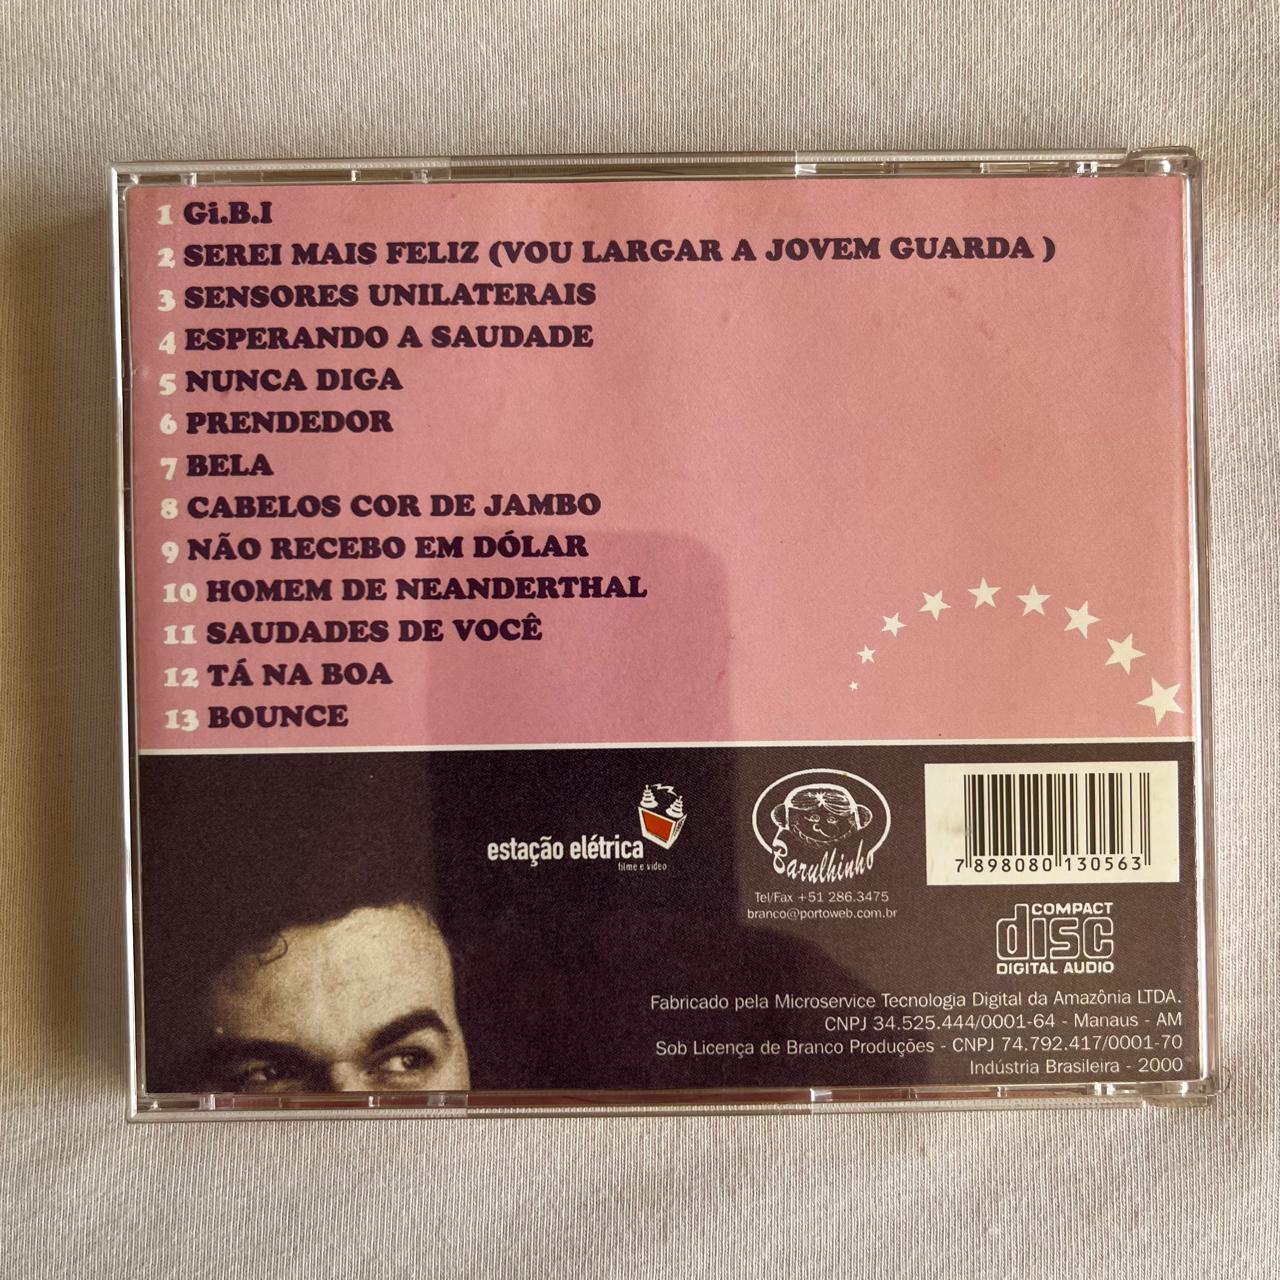 1 Gi.B.I
2 SEREI MAIS FELIZ (VOU LARGAR A JOVEM GUARDA )
3 SENSORES UNILATERAIS
4 ESPERANDO A SAUDADE
5 NUNCA DIGA
6 PRENDEDOR
7 BELA
8 CABELOS COR DE JAMBO
9 NÃO RECEBO EM DÓLAR
10 HOMEM DE NEANDERTHAL
11 SAUDADES DE VOCÊ
12 TÁ NA BOA
13 BOUNCE
estação elétrica
filme e vídeo
Barulhinho
Tel/Fax +51 286.3475
branco@portoweb.com.br
7 898080 130563
COMPACT
disc
DIGITAL AUDIO
Fabricado pela Microservice Tecnologia Digital da Amazônia LTDA.
CNPJ 34.525.444/0001-64 - Manaus - AM
Sob Licença de Branco Produções - CNPJ 74.792.417/0001-70
Indústria Brasileira - 2000